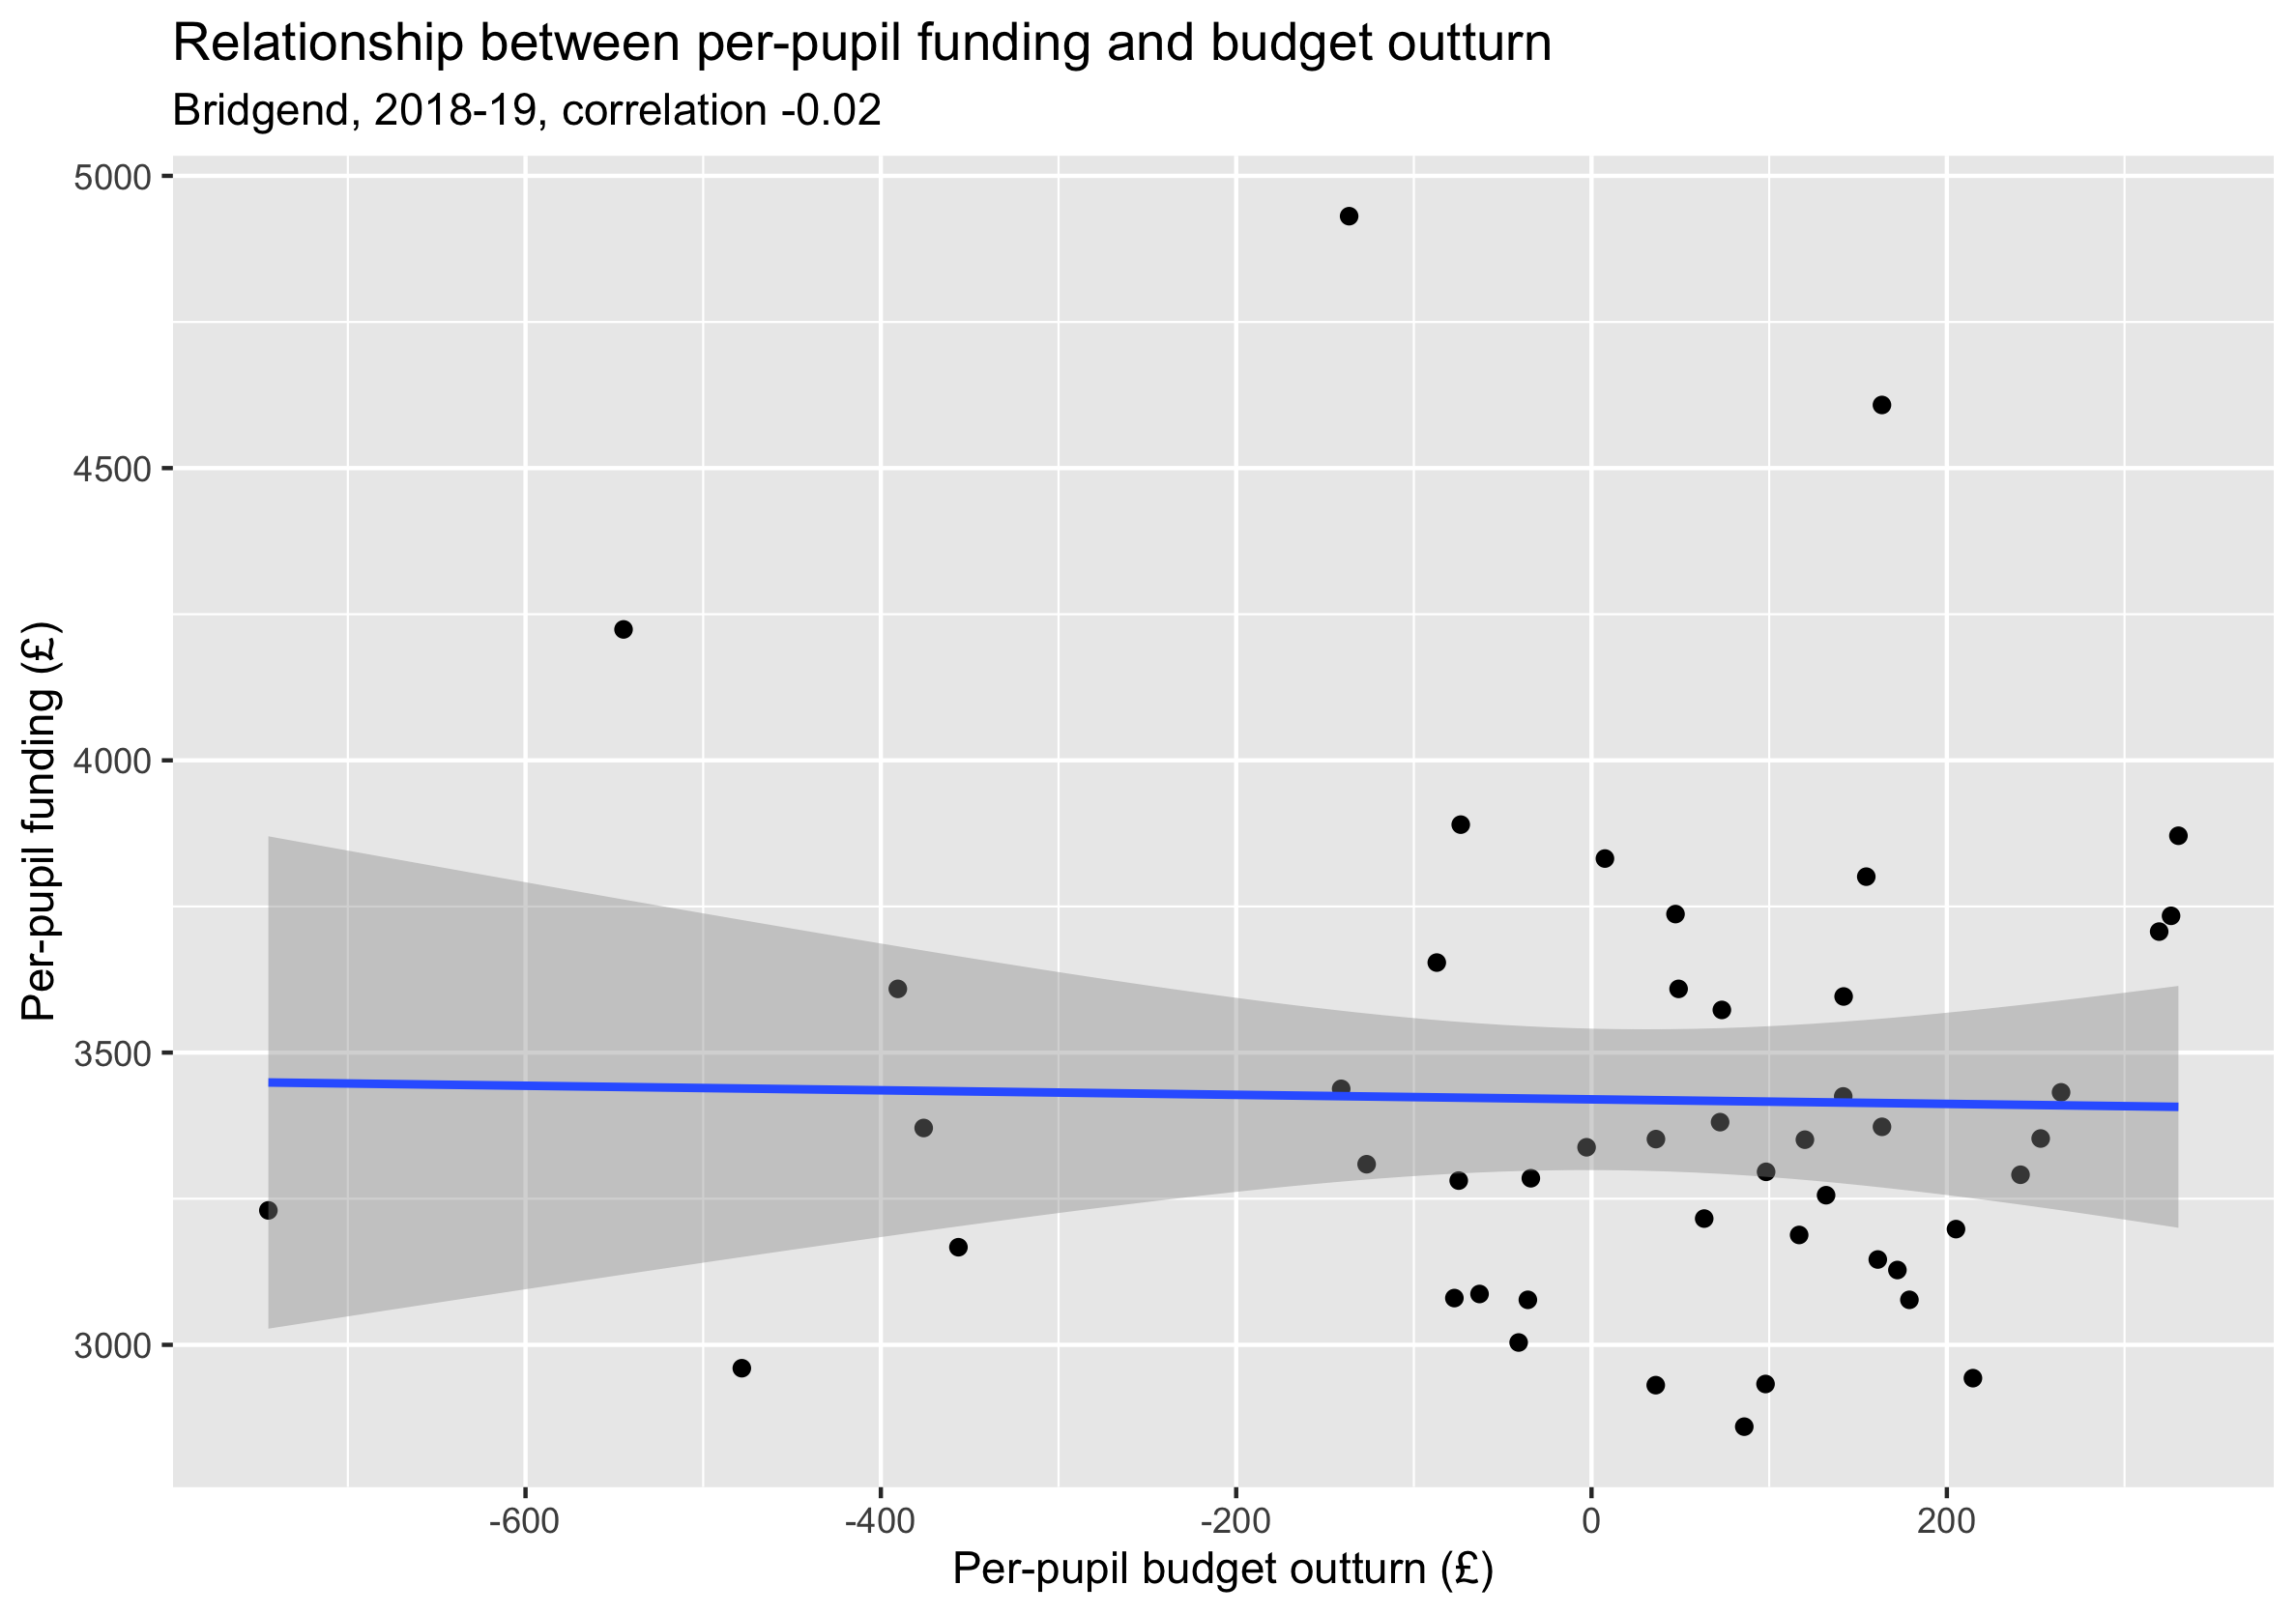 Relationship between per-pupil funding and budget outturn
Bridgend, 2018-19, correlation -0.02
5000
4500
4000
3500
3000
Per-pupil funding (£)
-600
-400
-200
0
200
Per-pupil budget outturn (£)